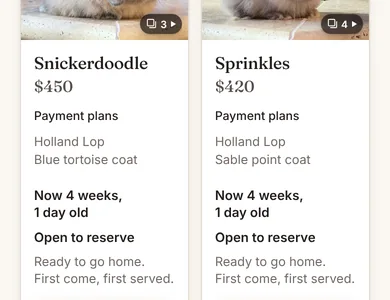 3
Snickerdoodle
$450
Payment plans
Holland Lop
Blue tortoise coat
Now 4 weeks,
1 day old
Open to reserve
Ready to go home.
First come, first served.
4
Sprinkles
$420
Payment plans
Holland Lop
Sable point coat
Now 4 weeks,
1 day old
Open to reserve
Ready to go home.
First come, first served.